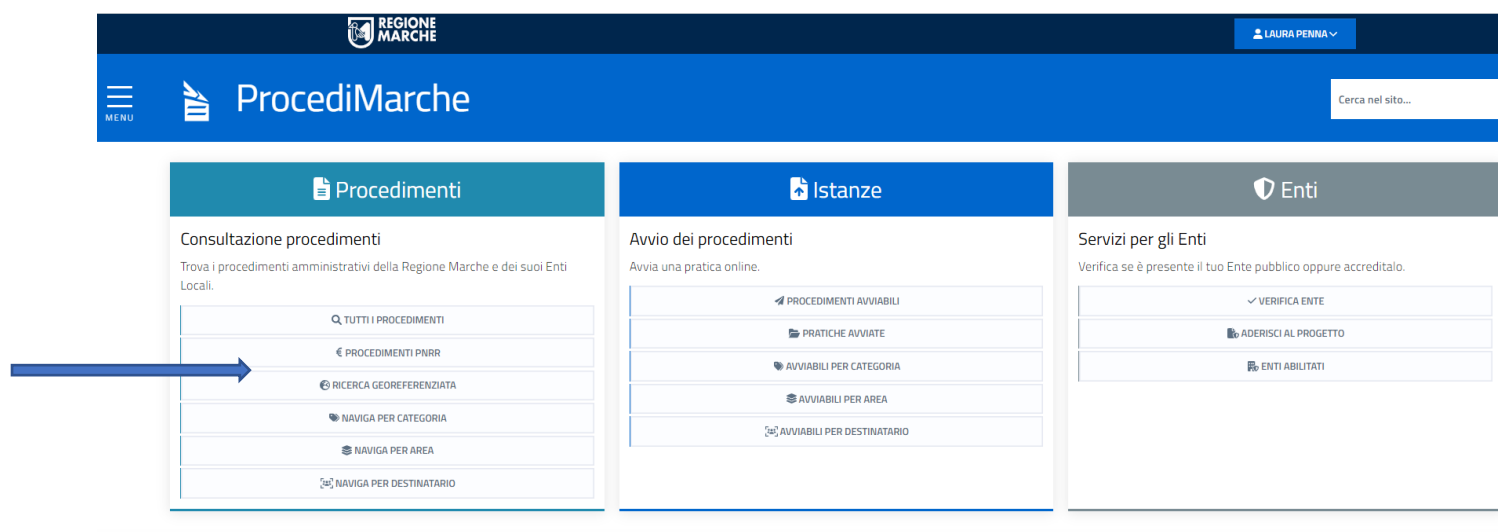 REGIONE
MARCHE
LAURA PENNA
MENU
ProcediMarche
Cerca nel sito...
Procedimenti
Consultazione procedimenti
Trova i procedimenti amministrativi della Regione Marche e dei suoi Enti
Locali.
TUTTI I PROCEDIMENTI
€ PROCEDIMENTI PNRR
RICERCA GEOREFERENZIATA
NAVIGA PER CATEGORIA
NAVIGA PER AREA
NAVIGA PER DESTINATARIO
Istanze
Avvio dei procedimenti
Avvia una pratica online.
PROCEDIMENTI AVVIABILI
PRATICHE AVVIATE
AVVIABILI PER CATEGORIA
AVVIABILI PER AREA
AVVIABILI PER DESTINATARIO
Enti
Servizi per gli Enti
Verifica se è presente il tuo Ente pubblico oppure accreditalo.
VERIFICA ENTE
ADERISCI AL PROGETTO
ENTI ABILITATI